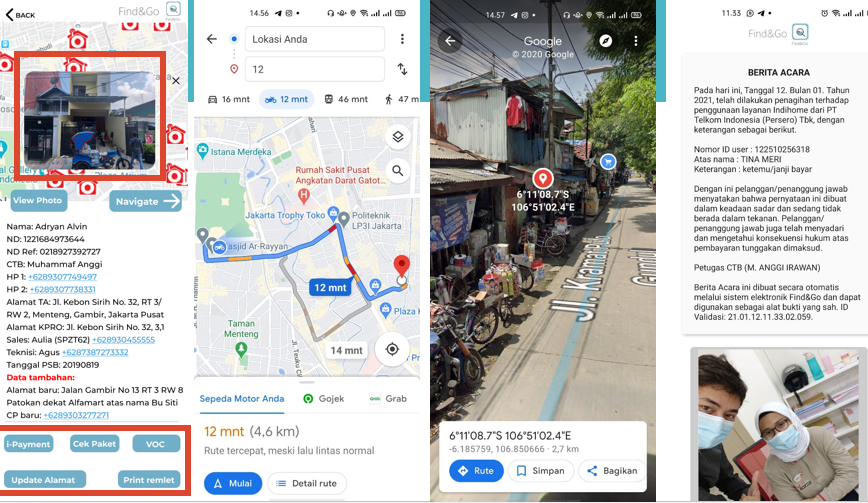 BACK
Find&Go
View Photo
Navigate
Nama: Adryan Alvin
ND: 1221684973644
ND Ref: 0218927392727
CTB: Muhammaf Anggi
HP 1: +6289307749497
HP 2: +6289307738331
Alamat TA: Jl. Kebon Sirih No. 32, RT 3/
RW 2, Menteng, Gambir, Jakarta Pusat
Alamat KPRO: Jl. Kebon Sirih No. 32, 3,1
Sales: Aulia (SPZT62) +628930455555
Teknisi: Agus +6287387273332
Tanggal PSB: 20190819
Data tambahan:
Alamat baru: Jalan Gambir No 13 RT 3 RW 8
Patokan dekat Alfamart atas nama Bu Siti
CP baru: +6289303277271
i-Payment
Cek Paket
VOC
Update Alamat
Print remlet
14.56
Lokasi Anda
12
16 mnt
12 mnt
46 mnt
47 m
Istana Merdeka
Rumah Sakit Pusat
Angkatan Darat Gatot...
Jakarta Trophy Toko
Politeknik
LP3I Jakarta
asjid Ar-Rayyan
12 mnt
Plaza
Taman
Menteng
14 mnt
Sepeda Motor Anda
Gojek
Grab
12 mnt (4,6 km)
Rute tercepat, meski lalu lintas normal
Mulai
Detail rute
14.57
Google
© 2020 Google
6°11'08.7"S
106°51'02.4"E
6°11'08.7"S 106°51'02.4"E
-6.185759, 106.850666 · 2,7 km
Rute
Simpan
Bagikan
11.33
Find&Go
Find&Go
BERITA ACARA
Pada hari ini, Tanggal 12. Bulan 01. Tahun
2021, telah dilakukan penagihan terhadap
penggunaan layanan Indihome dari PT
Telkom Indonesia (Persero) Tbk, dengan
keterangan sebagai berikut.
Nomor ID user : 122510256318
Atas nama : TINA MERI
Keterangan : ketemu/janji bayar
Dengan ini pelanggan/penanggung jawab
menyatakan bahwa pernyataan ini dibuat
dalam keadaan sadar dan sedang tidak
berada dalam tekanan. Pelanggan/
penanggung jawab juga telah menyadari
dan mengetahui konsekuensi hukum atas
pembayaran tunggakan dimaksud.
Petugas CTB (M. ANGGI IRAWAN)
Berita Acara ini dibuat secara otomatis
melalui sistem elektronik Find&Go dan dapat
digunakan sebagai alat bukti yang sah. ID
Validasi: 21.01.12.11.33.02.059.